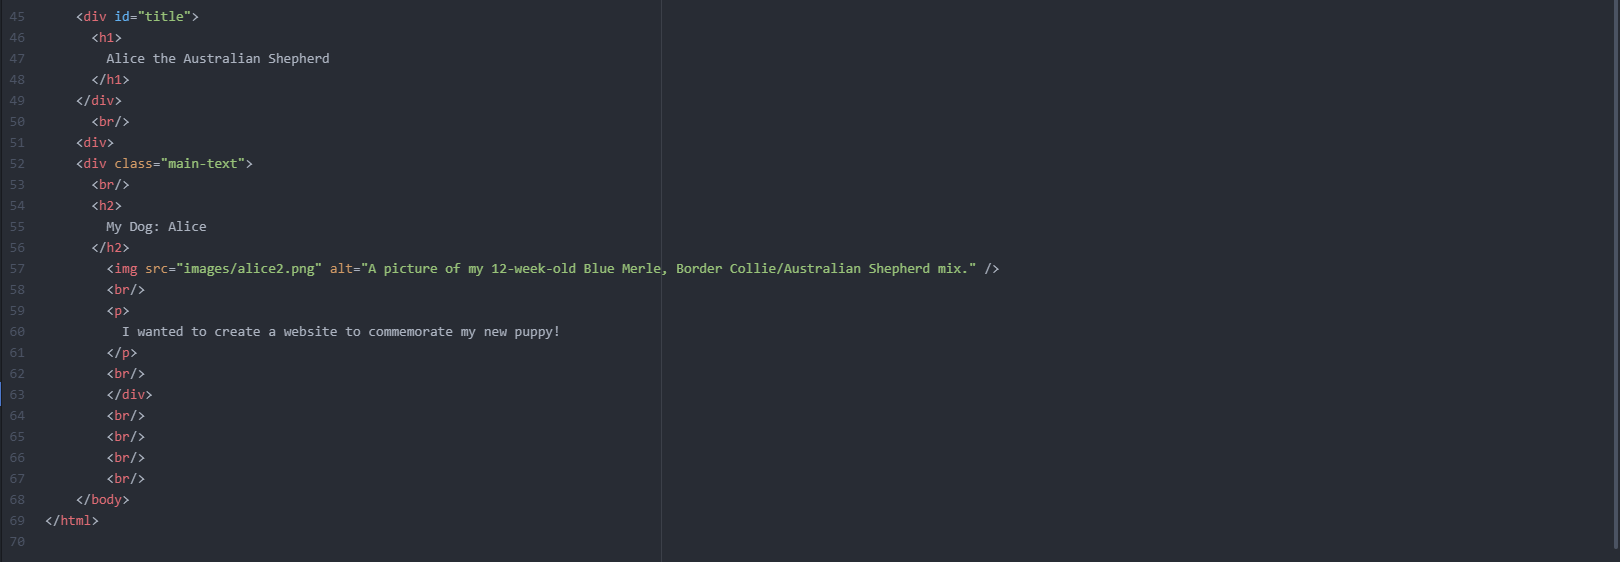 45 <div id="title">
46 <h1>
47 Alice the Australian Shepherd
48 </h1>
49 </div>
50 <br/>
51 <div>
52 <div class="main-text">
53 <br/>
54 <h2>
55 My Dog: Alice
56 </h2>
57 <img src="images/alice2.png" alt="A picture of my 12-week-old Blue Merle, Border Collie/Australian Shepherd mix." />
58 <br/>
59 <p>
60 I wanted to create a website to commemorate my new puppy!
61 </p>
62 <br/>
63 </div>
64 <br/>
65 <br/>
66 <br/>
67 <br/>
68 </body>
69 </html>
70